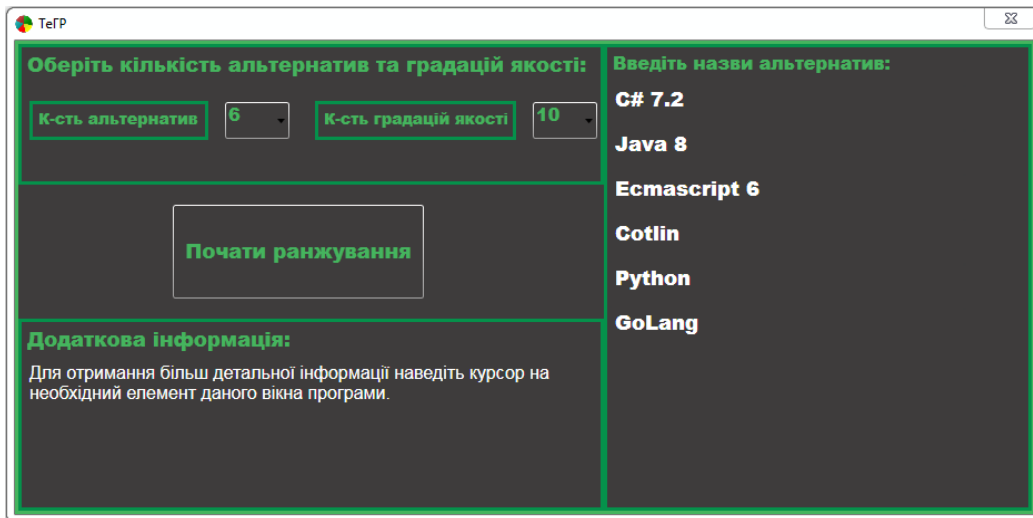 ТеГР
Оберіть кількість альтернатив та градацій якості:
К-сть альтернатив 6 К-сть градацій якості 10
Почати ранжування
Додаткова інформація:
Для отримання більш детальної інформації наведіть курсор на
необхідний елемент даного вікна програми.
Введіть назви альтернатив:
C# 7.2
Java 8
Ecmascript 6
Cotlin
Python
GoLang